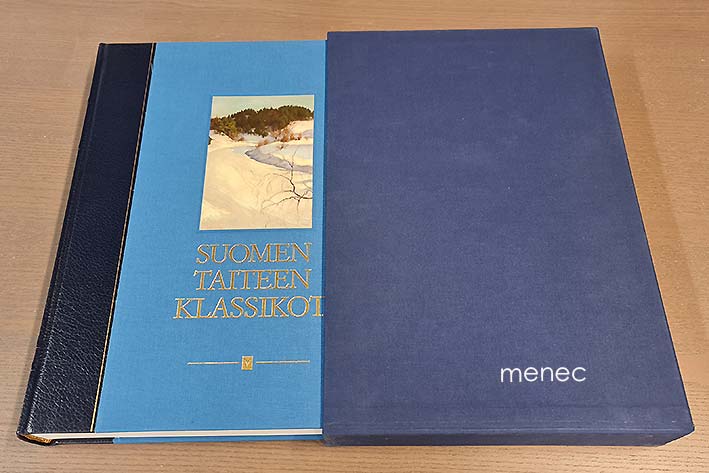 SUOMEN
TAITEEN
KLASSIKOT
menec